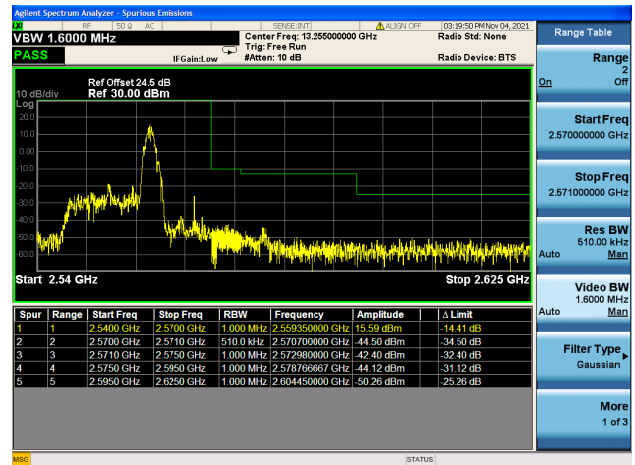 Agilent Spectrum Analyzer - Spurious Emissions
RF 50 Ω AC SENSE:INT ALIGN OFF 03:19:50 PM Nov 04, 2021
VBW 1.6000 MHz Center Freq: 13.255000000 GHz Radio Std: None
Trig: Free Run
PASS IFGain:Low #Atten: 10 dB Radio Device: BTS
Ref Offset 24.5 dB
10 dB/div Ref 30.00 dBm
Log
20.0
10.0
0.00
-10.0
-20.0
-30.0
-40.0
-50.0
-60.0
Start 2.54 GHz Stop 2.625 GHz
Spur Range Start Freq Stop Freq RBW Frequency Amplitude Δ Limit
1 1 2.5400 GHz 2.5700 GHz 1.000 MHz 2.559350000 GHz 15.59 dBm -14.41 dB
2 2 2.5700 GHz 2.5710 GHz 510.0 kHz 2.570700000 GHz -44.50 dBm -34.50 dB
3 3 2.5710 GHz 2.5750 GHz 1.000 MHz 2.572980000 GHz -42.40 dBm -32.40 dB
4 4 2.5750 GHz 2.5950 GHz 1.000 MHz 2.578766667 GHz -44.12 dBm -31.12 dB
5 5 2.5950 GHz 2.6250 GHz 1.000 MHz 2.604450000 GHz -50.26 dBm -25.26 dB
MSG STATUS
Range Table
Range
2
On Off
Start Freq
2.570000000 GHz
Stop Freq
2.571000000 GHz
Res BW
510.00 kHz
Auto Man
Video BW
1.6000 MHz
Auto Man
Filter Type
Gaussian
More
1 of 3